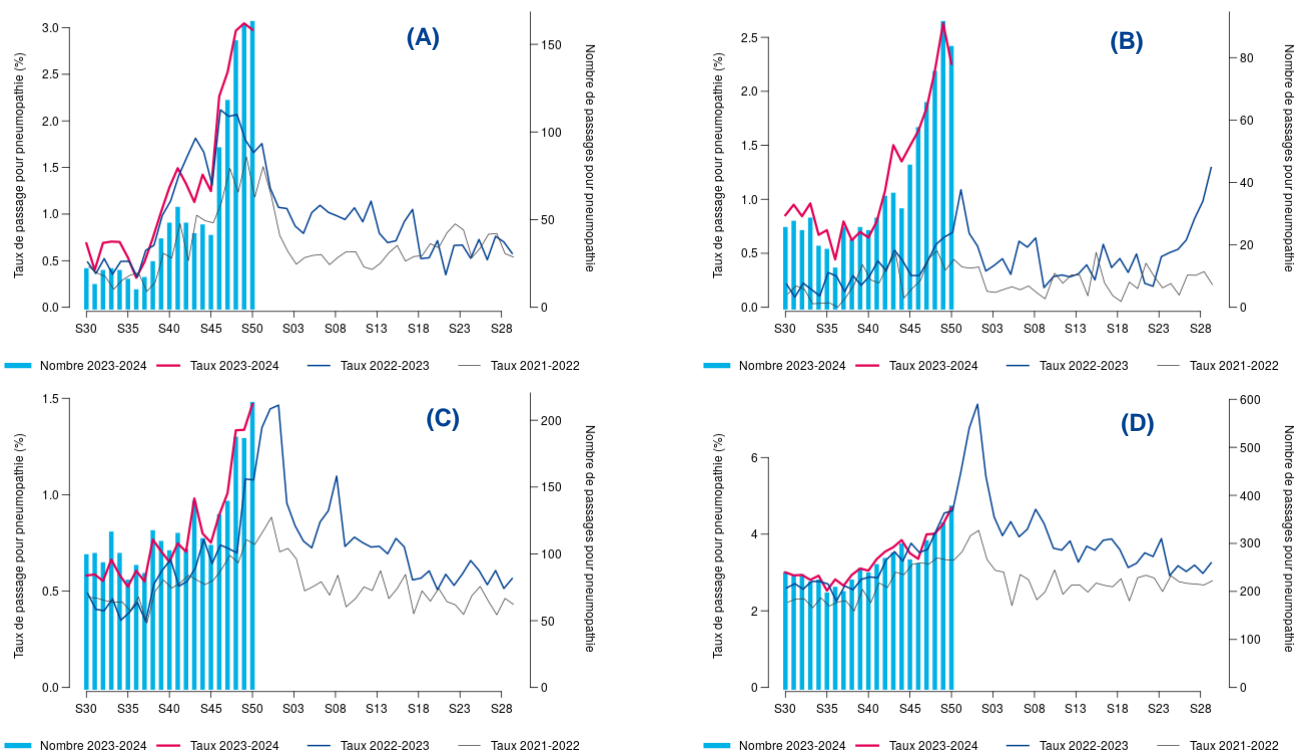 (A)
Taux de passage pour pneumopathie (%)
3.0
2.5
2.0
1.5
1.0
0.5
0.0
150
100
50
0
Nombre de passages pour pneumopathie
S30 S35 S40 S45 S50 S03 S08 S13 S18 S23 S28
Nombre 2023-2024 Taux 2023-2024 Taux 2022-2023 Taux 2021-2022
(B)
Taux de passage pour pneumopathie (%)
2.5
2.0
1.5
1.0
0.5
0.0
80
60
40
20
0
Nombre de passages pour pneumopathie
S30 S35 S40 S45 S50 S03 S08 S13 S18 S23 S28
Nombre 2023-2024 Taux 2023-2024 Taux 2022-2023 Taux 2021-2022
(C)
Taux de passage pour pneumopathie (%)
1.5
1.0
0.5
0.0
200
150
100
50
0
Nombre de passages pour pneumopathie
S30 S35 S40 S45 S50 S03 S08 S13 S18 S23 S28
Nombre 2023-2024 Taux 2023-2024 Taux 2022-2023 Taux 2021-2022
(D)
Taux de passage pour pneumopathie (%)
6
4
2
0
600
500
400
300
200
100
0
Nombre de passages pour pneumopathie
S30 S35 S40 S45 S50 S03 S08 S13 S18 S23 S28
Nombre 2023-2024 Taux 2023-2024 Taux 2022-2023 Taux 2021-2022